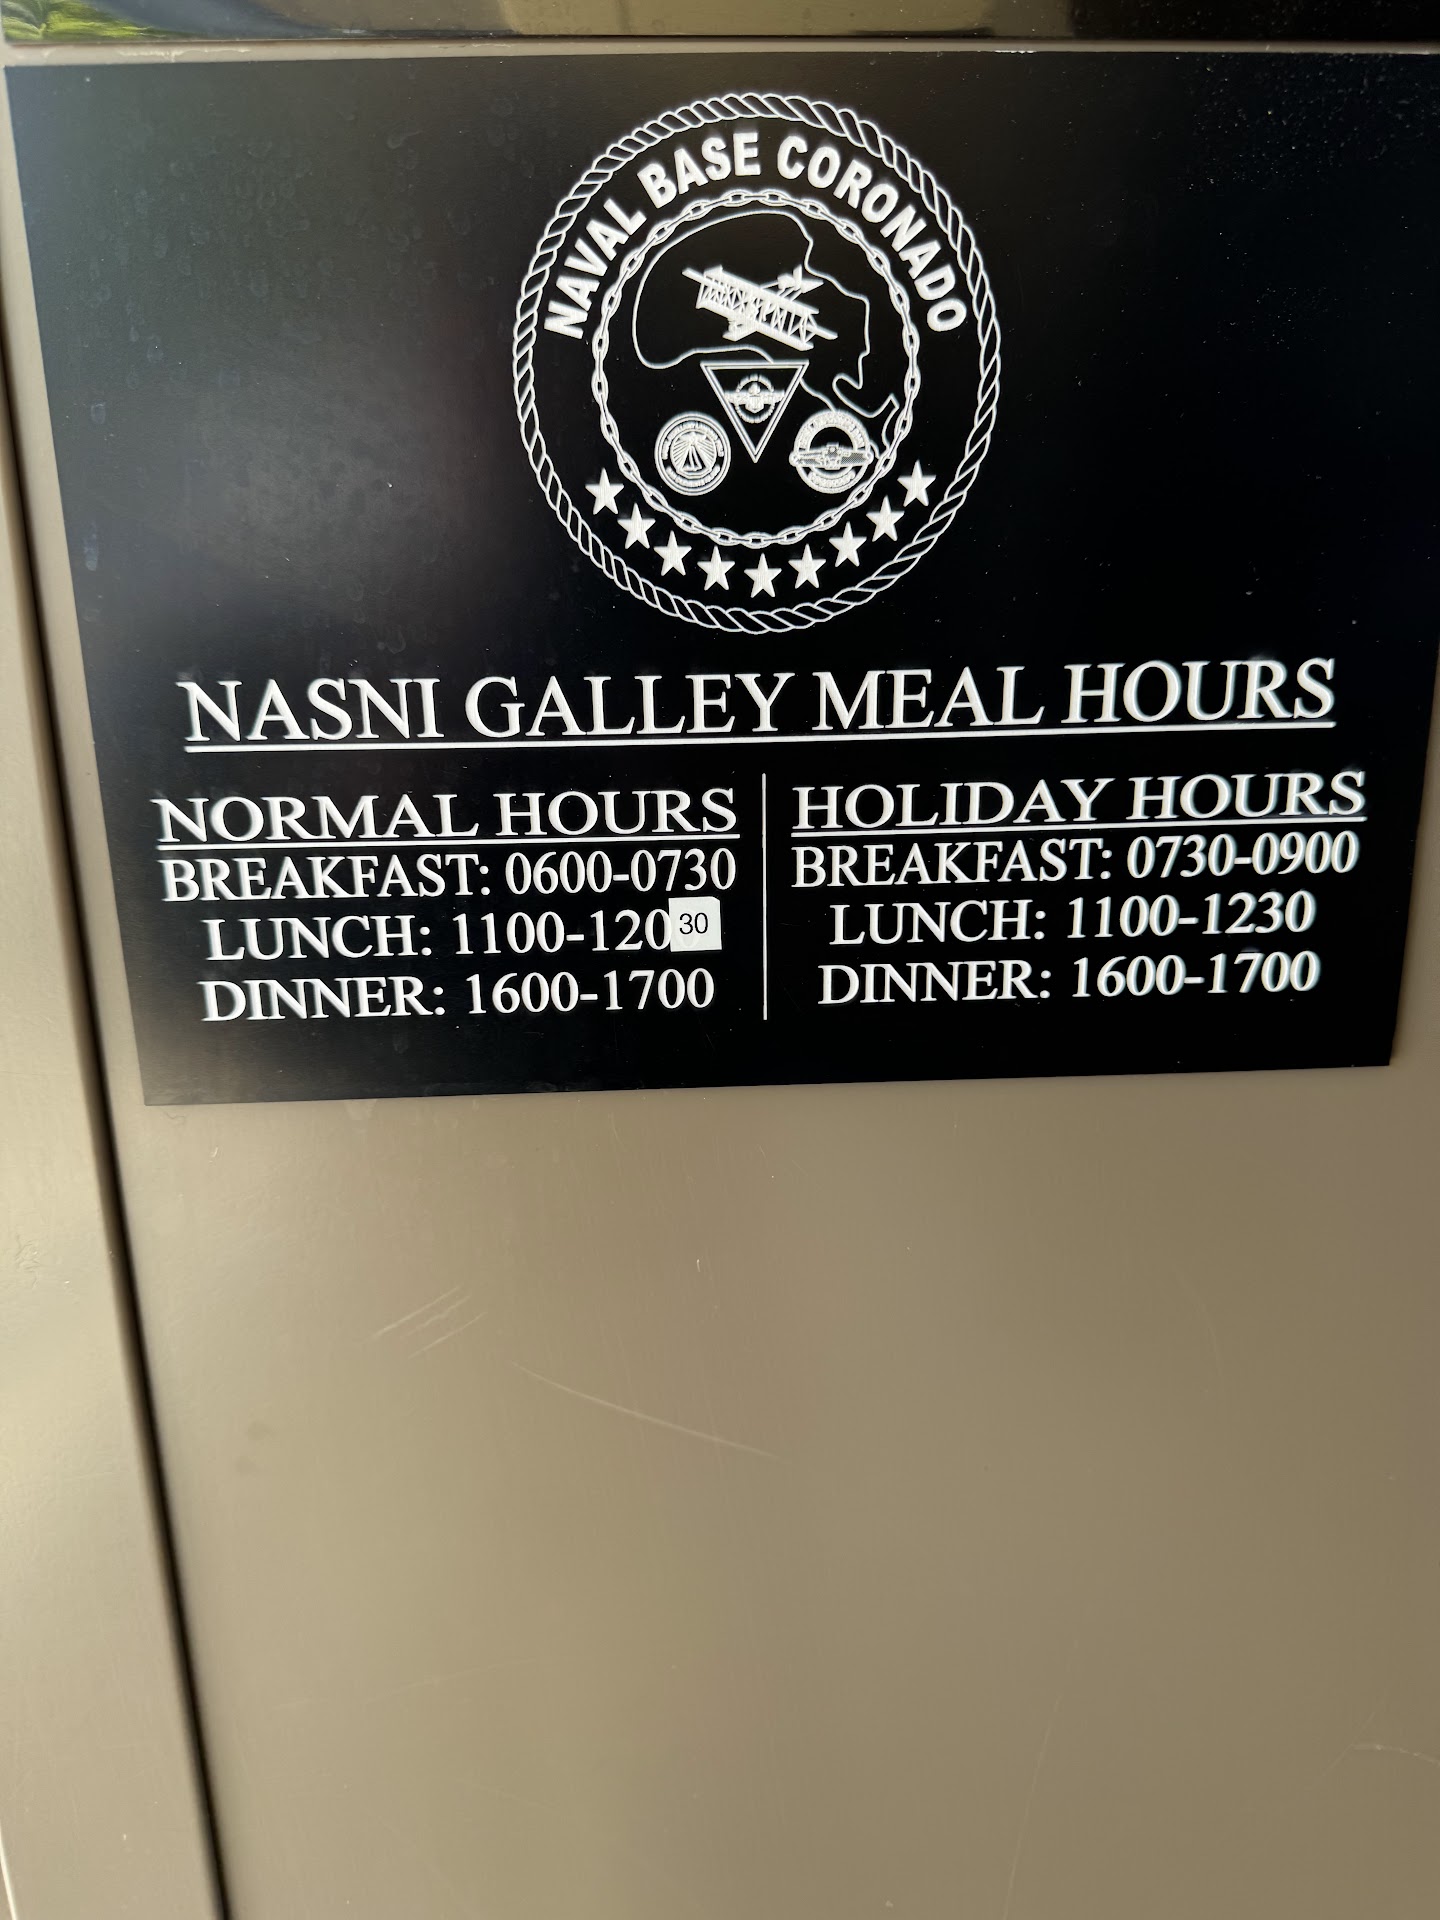 NAVAL BASE CORONADO
NASNI GALLEY MEAL HOURS
NORMAL HOURS
BREAKFAST: 0600-0730
LUNCH: 1100-12030
DINNER: 1600-1700
HOLIDAY HOURS
BREAKFAST: 0730-0900
LUNCH: 1100-1230
DINNER: 1600-1700